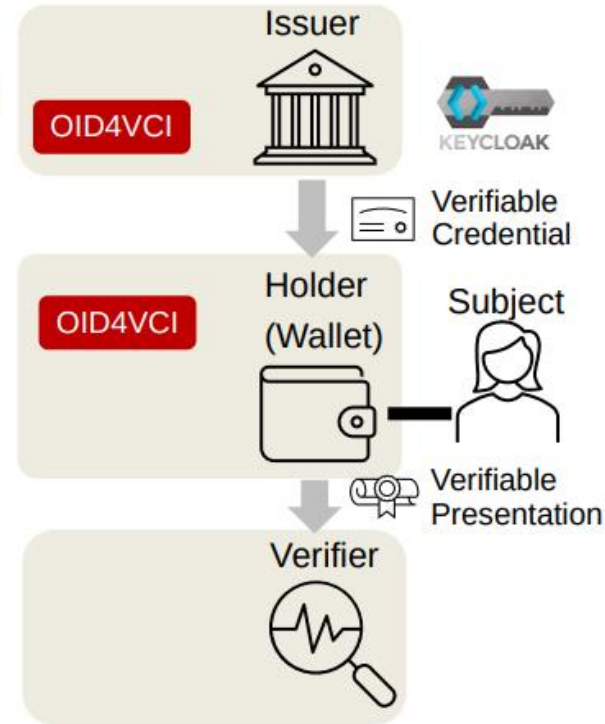 Issuer
OID4VCI
KEYCLOAK
Verifiable
Credential
Holder
(Wallet)
OID4VCI
Subject
Verifiable
Presentation
Verifier